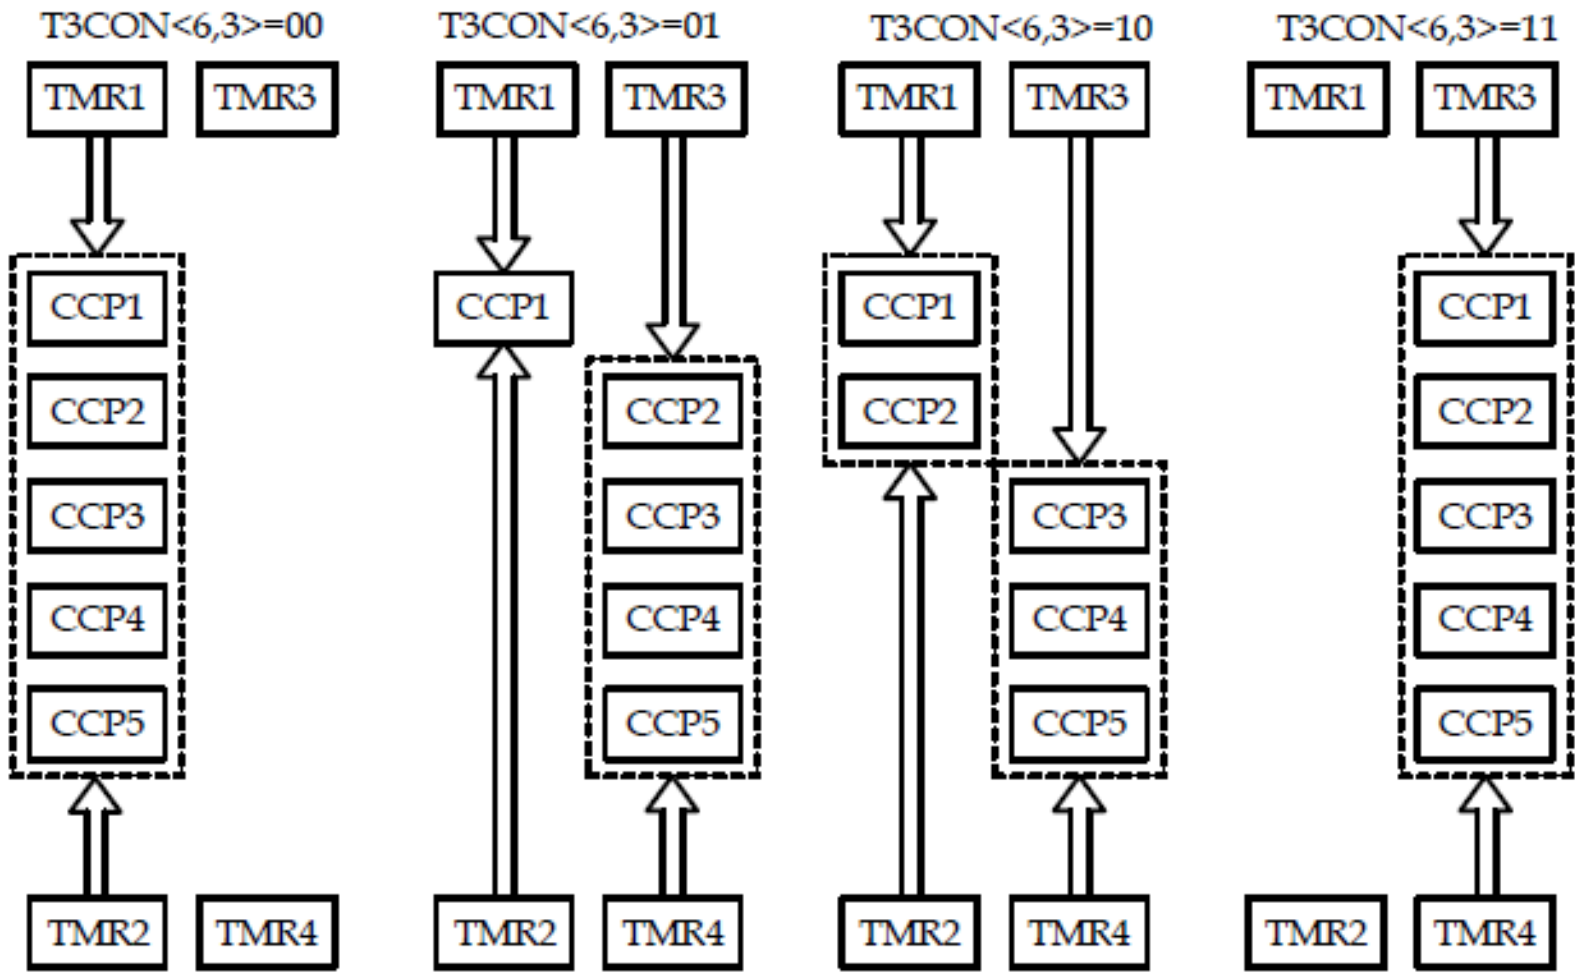 T3CON<6,3>=00 T3CON<6,3>=01 T3CON<6,3>=10 T3CON<6,3>=11
TMR1 TMR3 TMR1 TMR3 TMR1 TMR3 TMR1 TMR3
CCP1 CCP1 CCP1 CCP1
CCP2 CCP2 CCP2 CCP2
CCP3 CCP3 CCP3 CCP3
CCP4 CCP4 CCP4 CCP4
CCP5 CCP5 CCP5 CCP5
TMR2 TMR4 TMR2 TMR4 TMR2 TMR4 TMR2 TMR4